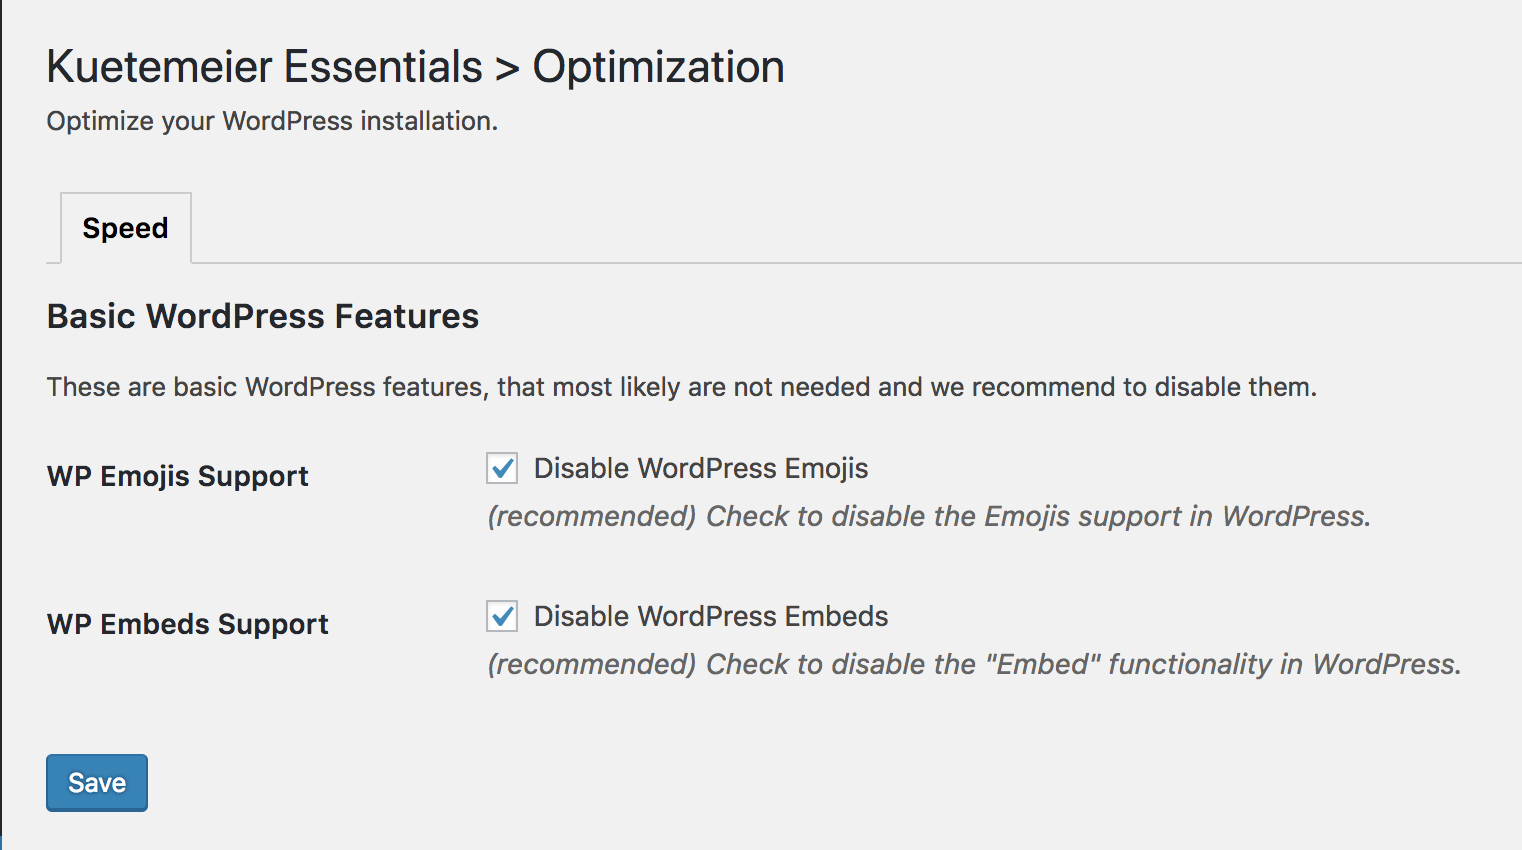 Kuetemeier Essentials > Optimization
Optimize your WordPress installation.
Speed
Basic WordPress Features
These are basic WordPress features, that most likely are not needed and we recommend to disable them.
WP Emojis Support
Disable WordPress Emojis
(recommended) Check to disable the Emojis support in WordPress.
WP Embeds Support
Disable WordPress Embeds
(recommended) Check to disable the "Embed" functionality in WordPress.
Save